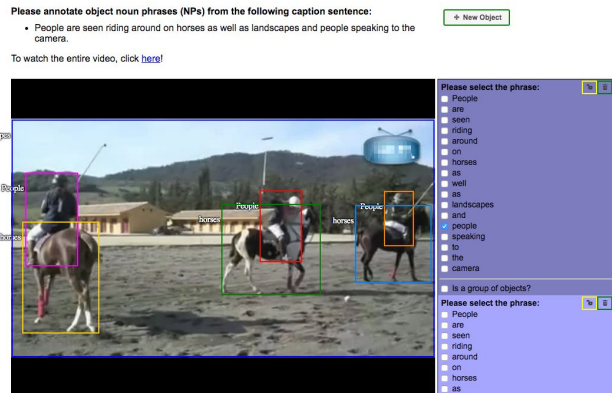 Please annotate object noun phrases (NPs) from the following caption sentence:
• People are seen riding around on horses as well as landscapes and people speaking to the
camera.
To watch the entire video, click here!
+ New Object
pes
People
horses
People
horses
People
horses
Please select the phrase:
People
are
seen
riding
around
on
horses
as
well
as
landscapes
and
people
speaking
to
the
camera
Is a group of objects?
Please select the phrase:
People
are
seen
riding
around
on
horses
as